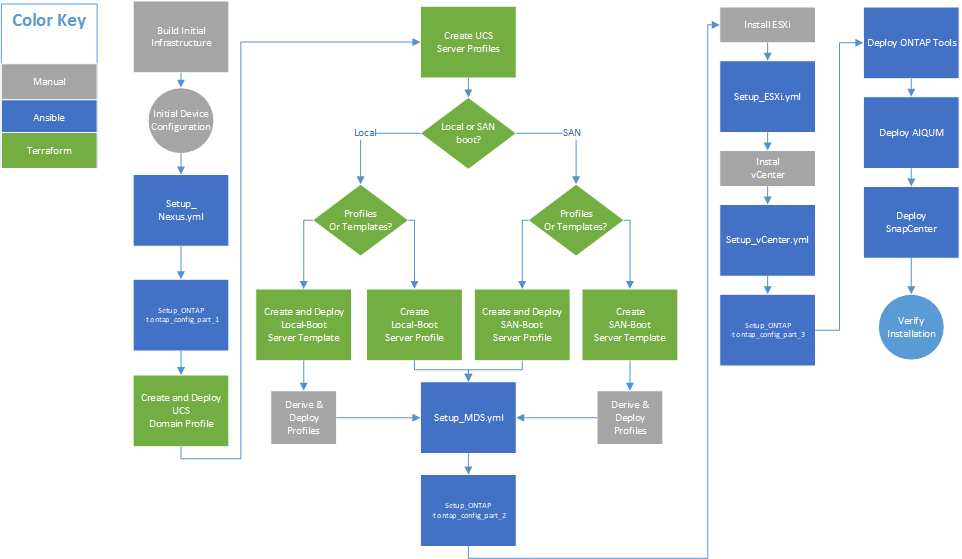 Color Key
Manual
Ansible
Terraform
Build Initial
Infrastructure
Initial Device
Configuration
Setup_
Nexus.yml
Setup_ONTAP
-t ontap_config_part_1
Create and Deploy
UCS
Domain Profile
Create UCS
Server Profiles
Local or SAN
boot?
Local
SAN
Profiles
Or Templates?
Profiles
Or Templates?
Create and Deploy
Local-Boot
Server Template
Create
Local-Boot
Server Profile
Create and Deploy
SAN-Boot
Server Profile
Create
SAN-Boot
Server Template
Derive &
Deploy
Profiles
Setup_MDS.yml
Derive &
Deploy
Profiles
Setup_ONTAP
-t ontap_config_part_2
Install ESXi
Setup_ESXi.yml
Instal
vCenter
Setup_vCenter.yml
Setup_ONTAP
-t ontap_config_part_3
Deploy ONTAP Tools
Deploy AIQUM
Deploy
SnapCenter
Verify
Installation